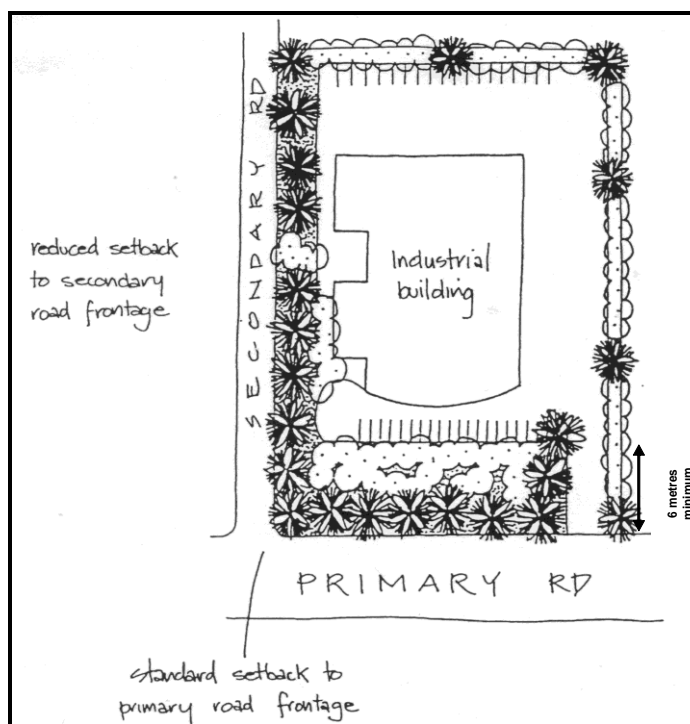 SECONDARY RD
reduced setback
to secondary
road frontage
Industrial
building
6 metres
minimum
PRIMARY RD
standard setback to
primary road frontage